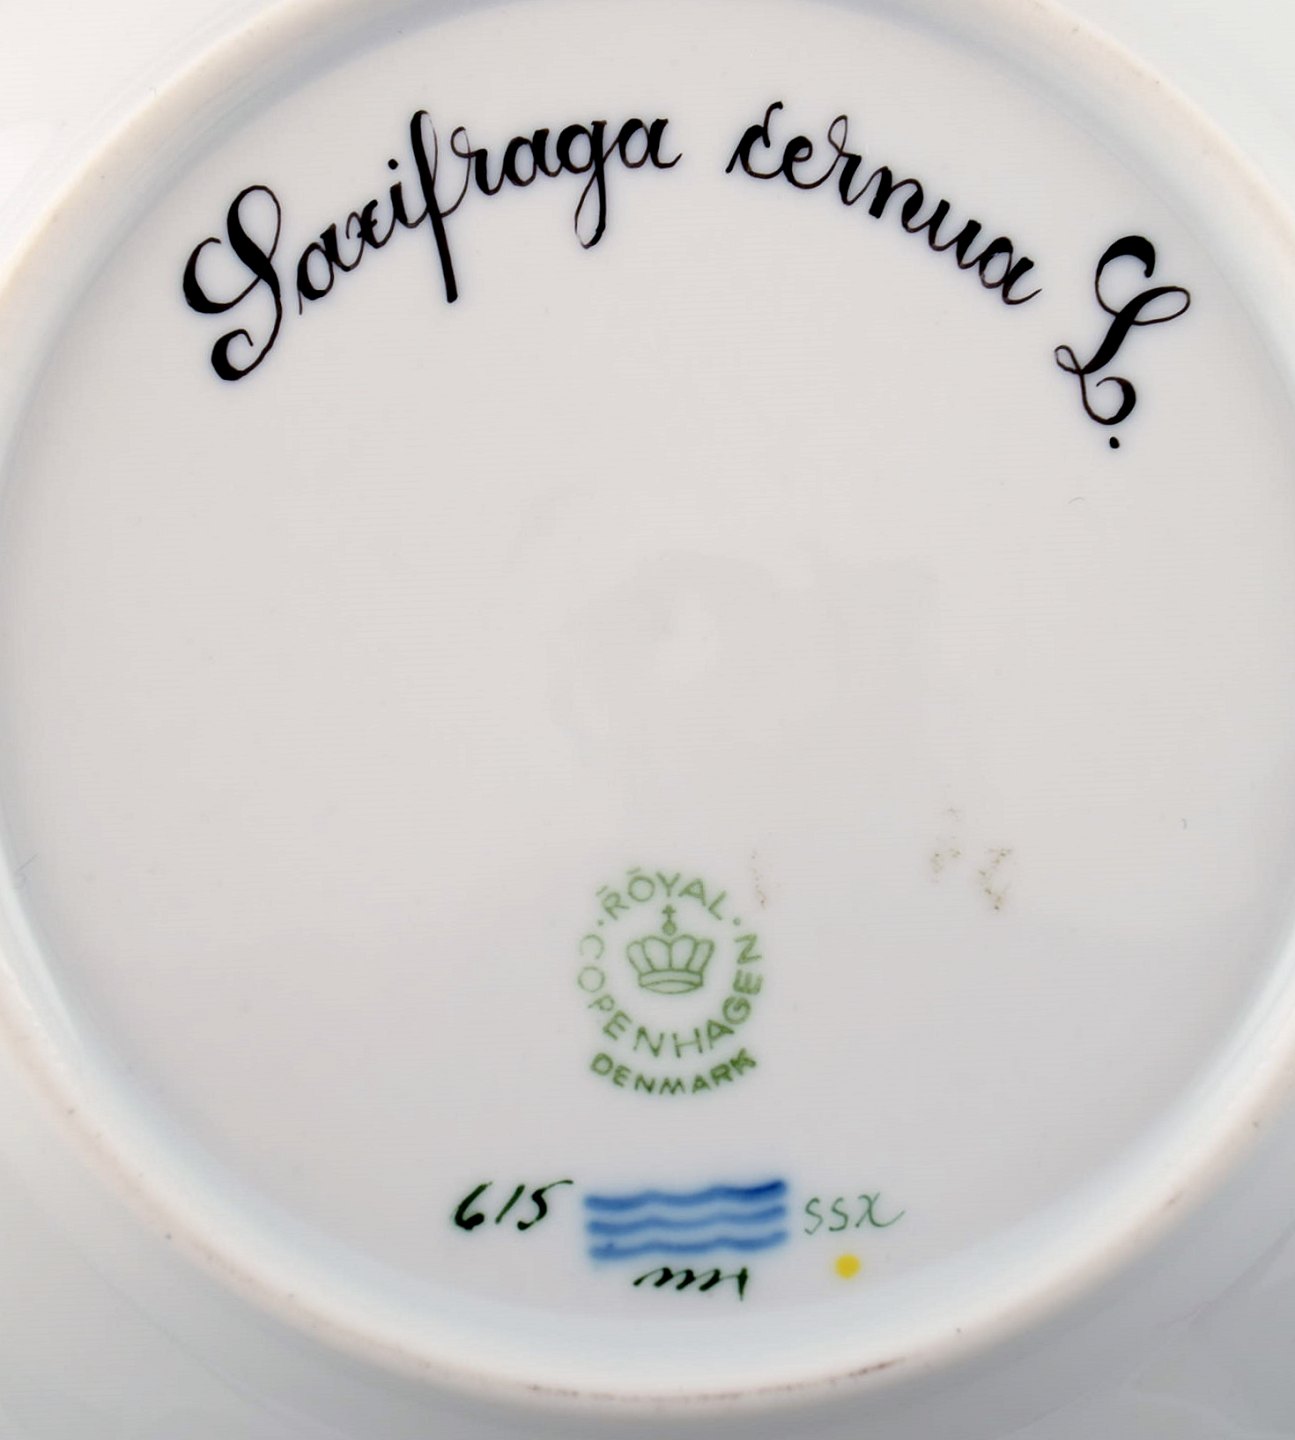 Saxifraga cernua L.
ROYAL · COPENHAGEN ·
DENMARK
615
SSX